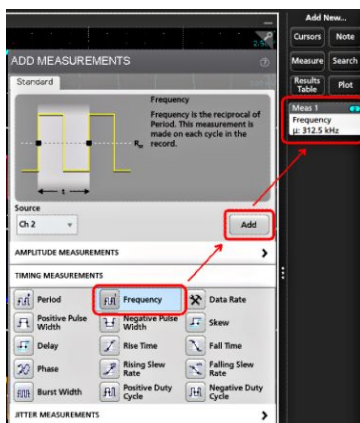 Add New...
Cursors
Note
Measure
Search
Results Table
Plot
Meas 1
Frequency
µ: 312.5 kHz
ADD MEASUREMENTS
Standard
Frequency
Frequency is the reciprocal of
Period. This measurement is
made on each cycle in the
record.
t
Source
Ch 2
Add
AMPLITUDE MEASUREMENTS
TIMING MEASUREMENTS
Period
Frequency
Data Rate
Positive Pulse Width
Negative Pulse Width
Skew
Delay
Rise Time
Fall Time
Phase
Rising Slew Rate
Falling Slew Rate
Burst Width
Positive Duty Cycle
Negative Duty Cycle
JITTER MEASUREMENTS